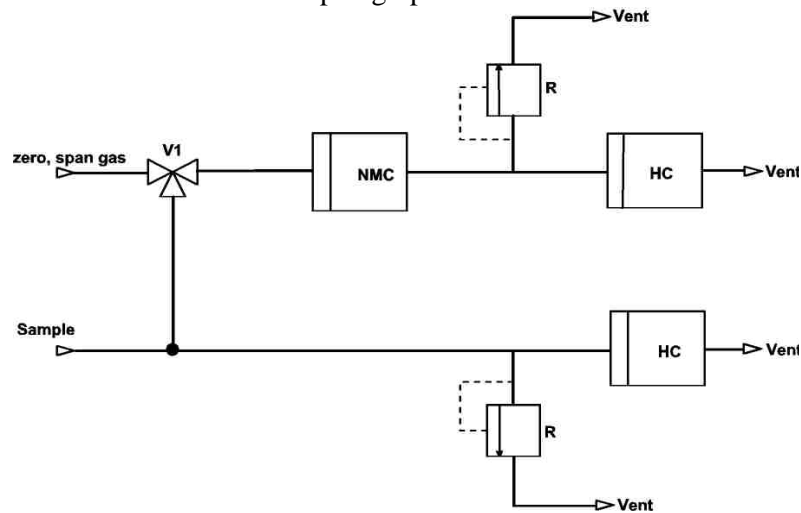 Vent
R
V1
zero, span gas
NMC
HC
Vent
Sample
HC
Vent
R
Vent